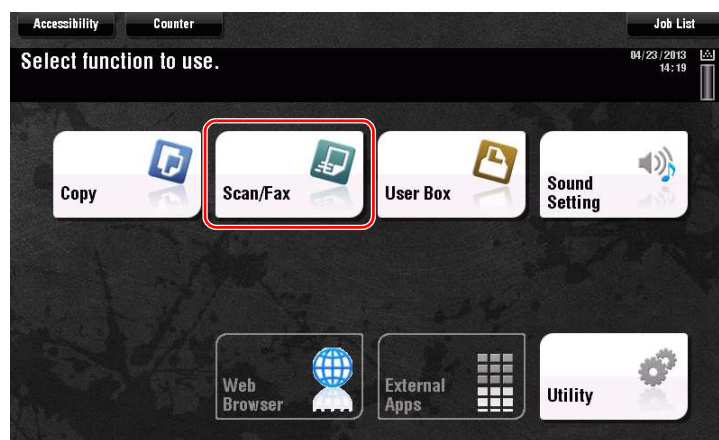 Accessibility
Counter
Job List
Select function to use.
04/23/2013
14:19
Copy
Scan/Fax
User Box
Sound
Setting
Web
Browser
External
Apps
Utility